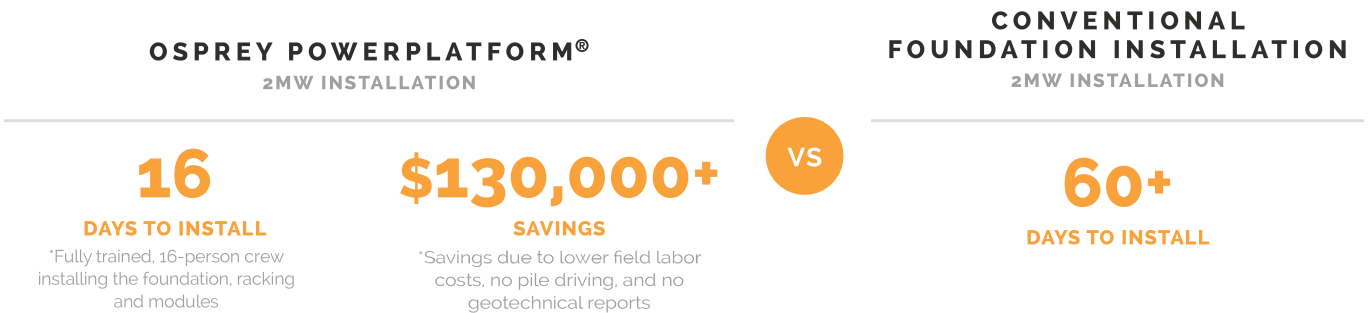 OSPREY POWERPLATFORM®
2MW INSTALLATION
16
DAYS TO INSTALL
*Fully trained, 16-person crew
installing the foundation, racking
and modules
$130,000+
SAVINGS
*Savings due to lower field labor
costs, no pile driving, and no
geotechnical reports
VS
CONVENTIONAL
FOUNDATION INSTALLATION
2MW INSTALLATION
60+
DAYS TO INSTALL